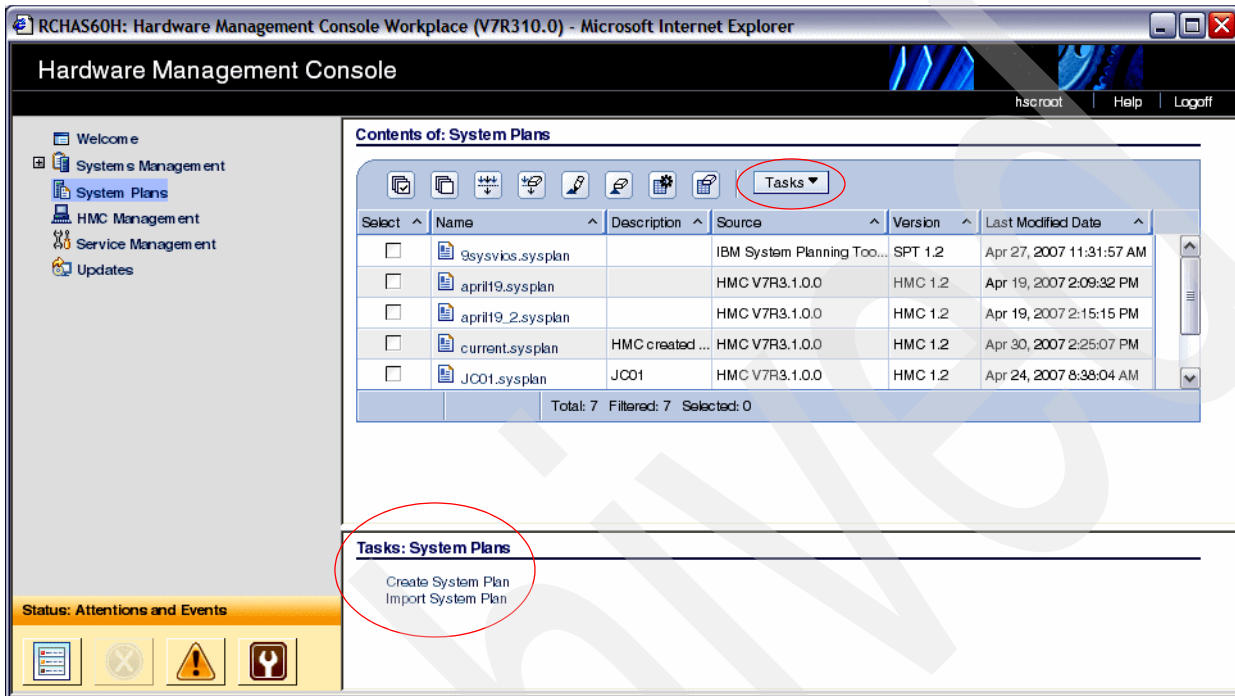 RCHAS60H: Hardware Management Console Workplace (V7R310.0) - Microsoft Internet Explorer
Hardware Management Console
hscroot | Help | Logoff
Welcome
Systems Management
System Plans
HMC Management
Service Management
Updates
Status: Attentions and Events
Contents of: System Plans
Tasks
Select Name Description Source Version Last Modified Date
9sysvios.sysplan IBM System Planning Too... SPT 1.2 Apr 27, 2007 11:31:57 AM
april19.sysplan HMC V7R3.1.0.0 HMC 1.2 Apr 19, 2007 2:09:32 PM
april19_2.sysplan HMC V7R3.1.0.0 HMC 1.2 Apr 19, 2007 2:15:15 PM
current.sysplan HMC created ... HMC V7R3.1.0.0 HMC 1.2 Apr 30, 2007 2:25:07 PM
JC01.sysplan JC01 HMC V7R3.1.0.0 HMC 1.2 Apr 24, 2007 8:38:04 AM
Total: 7 Filtered: 7 Selected: 0
Tasks: System Plans
Create System Plan
Import System Plan